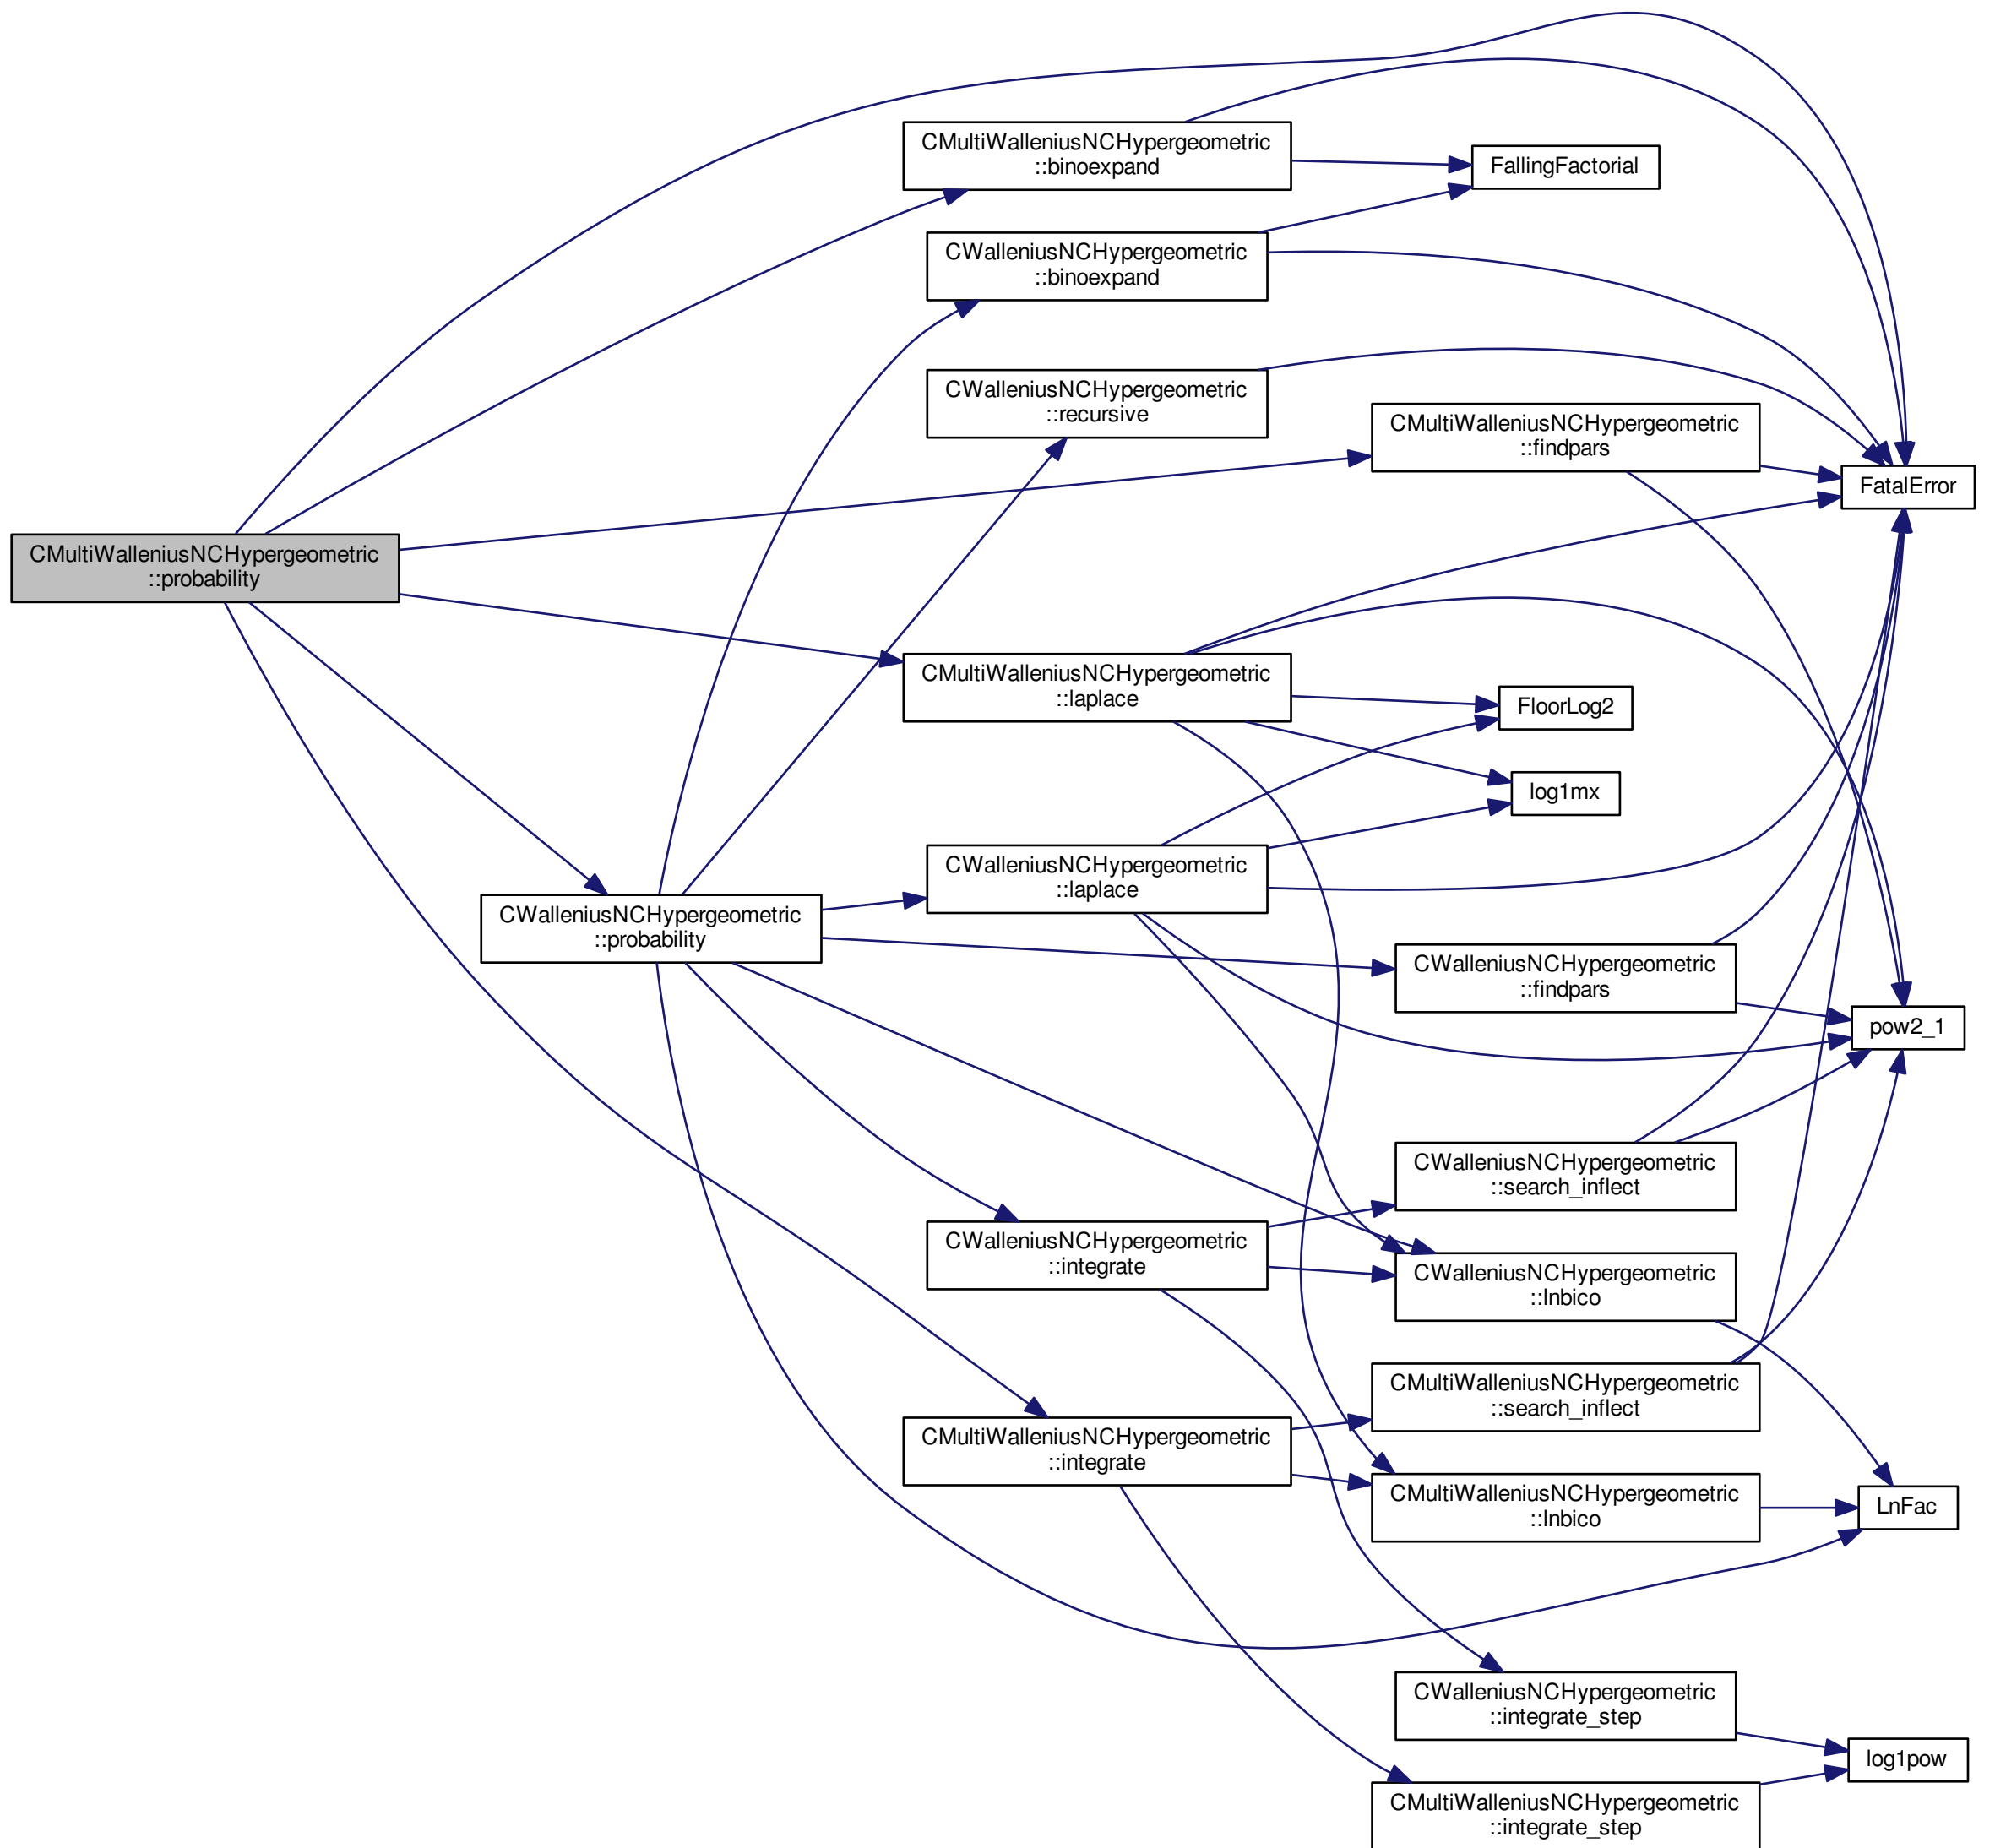 CMultiWalleniusNCHypergeometric
::binoexpand
FallingFactorial
CWalleniusNCHypergeometric
::binoexpand
CWalleniusNCHypergeometric
::recursive
CMultiWalleniusNCHypergeometric
::findpars
FatalError
CMultiWalleniusNCHypergeometric
::probability
CMultiWalleniusNCHypergeometric
::laplace
FloorLog2
log1mx
CWalleniusNCHypergeometric
::laplace
CWalleniusNCHypergeometric
::probability
CWalleniusNCHypergeometric
::findpars
pow2_1
CWalleniusNCHypergeometric
::search_inflect
CWalleniusNCHypergeometric
::integrate
CWalleniusNCHypergeometric
::lnbico
CMultiWalleniusNCHypergeometric
::search_inflect
CMultiWalleniusNCHypergeometric
::integrate
CMultiWalleniusNCHypergeometric
::lnbico
LnFac
CWalleniusNCHypergeometric
::integrate_step
log1pow
CMultiWalleniusNCHypergeometric
::integrate_step